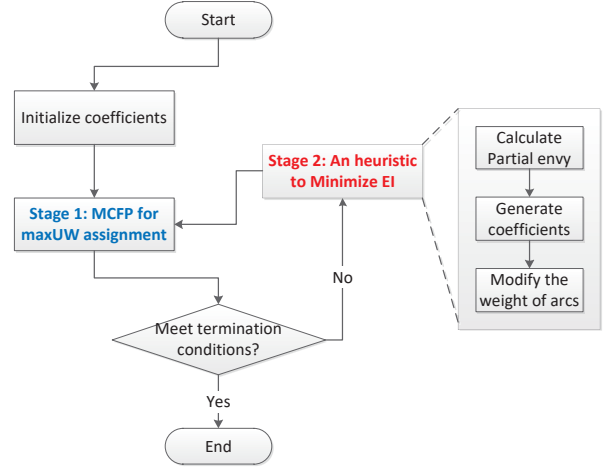 Start
Initialize coefficients
Stage 1: MCFP for
maxUW assignment
Stage 2: An heuristic
to Minimize EI
Calculate
Partial envy
Generate
coefficients
Modify the
weight of arcs
No
Meet termination
conditions?
Yes
End